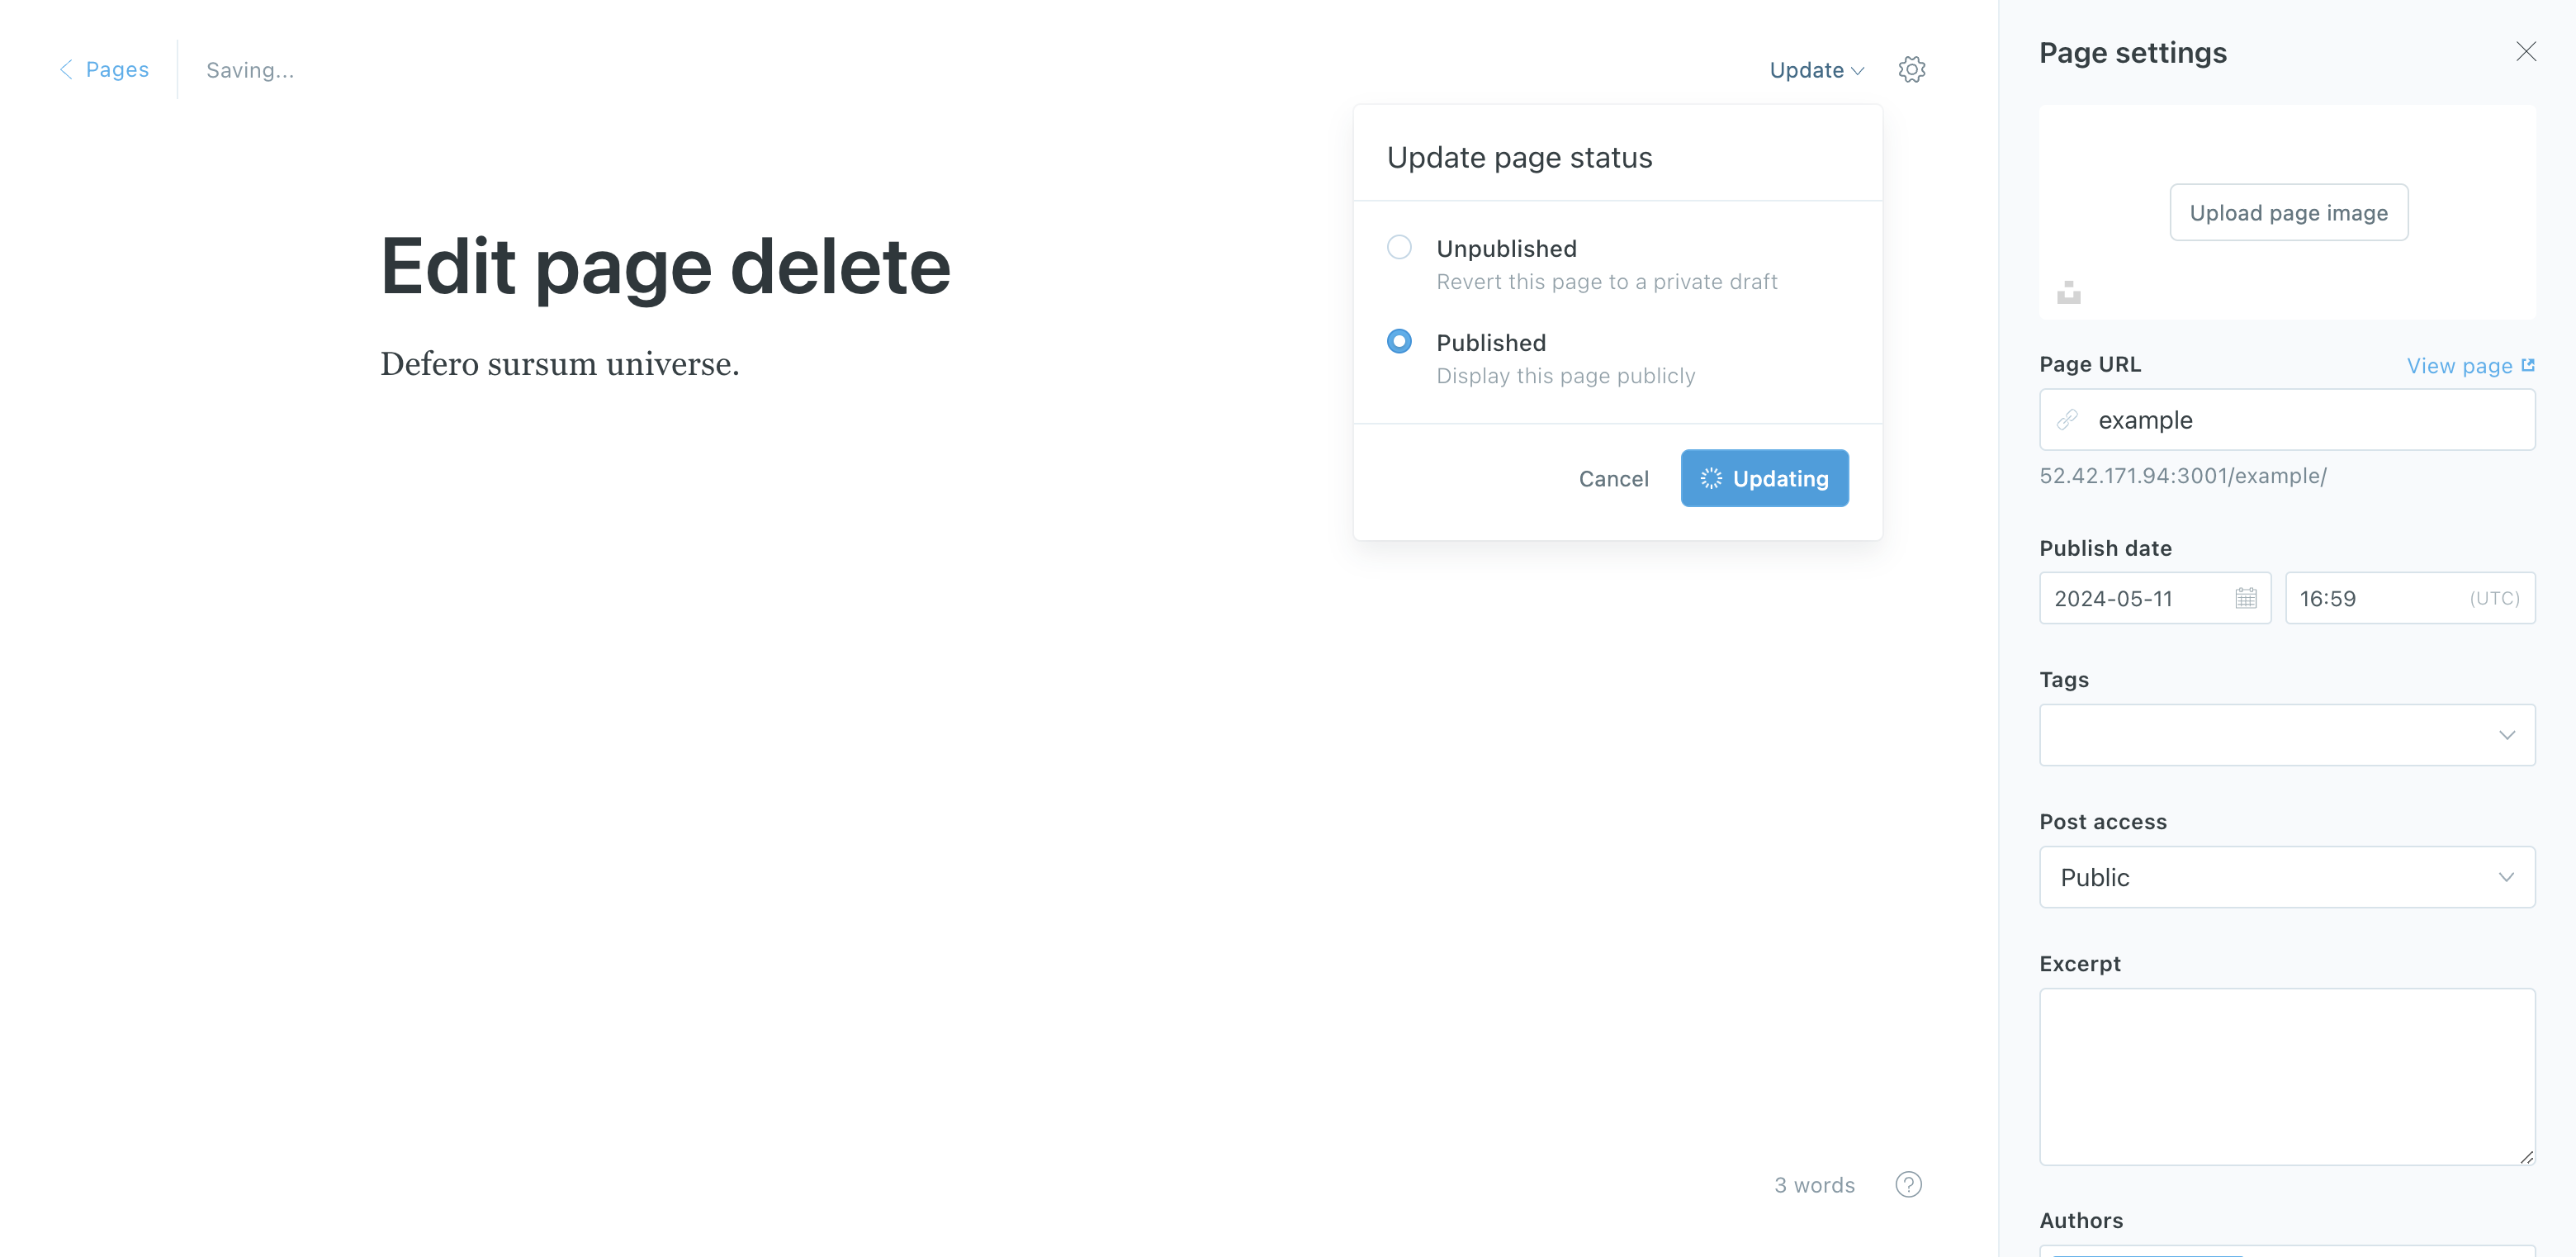 Pages
Saving...
Update
Update page status
Unpublished
Revert this page to a private draft
Published
Display this page publicly
Cancel
Updating
Edit page delete
Defero sursum universe.
3 words
?
Page settings
Upload page image
Page URL
View page
example
52.42.171.94:3001/example/
Publish date
2024-05-11
16:59
(UTC)
Tags
Post access
Public
Excerpt
Authors